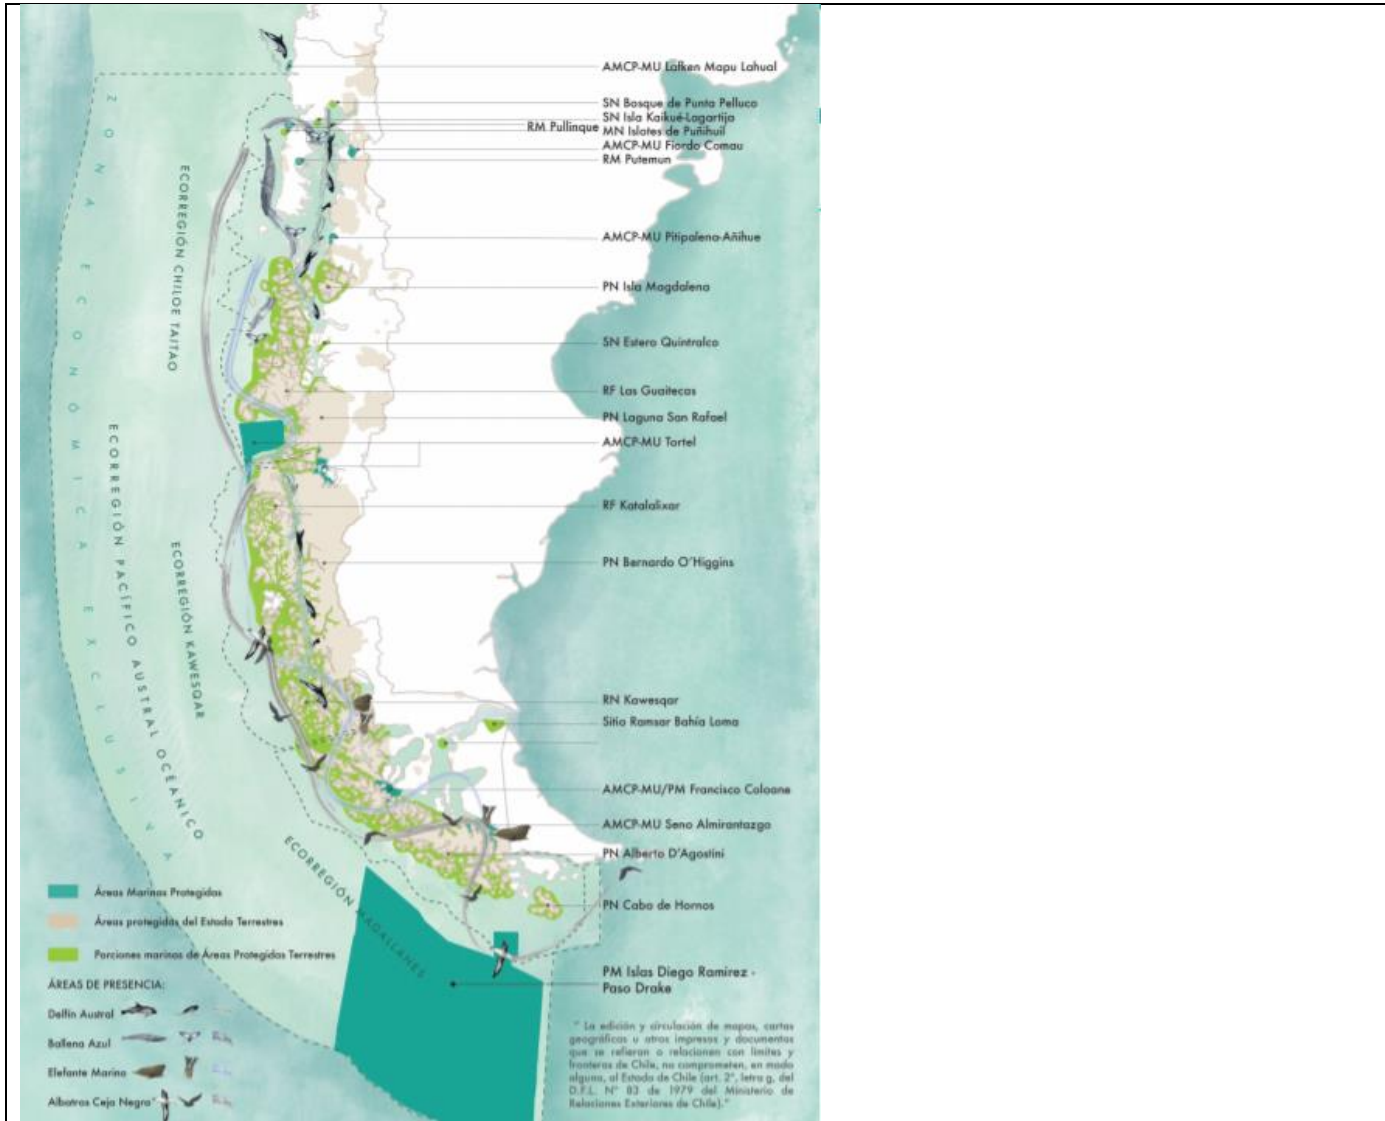 AMCP-MU Lafken Mapu Lahual
SN Bosque de Punta Pelluco
SN Isla Kaikué-Lagartija
RM Pullinque
MN Islotes de Puñihuil
AMCP-MU Fiordo Comau
RM Putemun
AMCP-MU Pitipalena-Añihue
PN Isla Magdalena
SN Estero Quintralco
RF Las Guaitecas
PN Laguna San Rafael
AMCP-MU Tortel
RF Katalalixar
PN Bernardo O'Higgins
RN Kawesqar
Sitio Ramsar Bahía Loma
AMCP-MU/PM Francisco Coloane
AMCP-MU Seno Almirantazgo
PN Alberto D'Agostini
PN Cabo de Hornos
PM Islas Diego Ramirez -
Paso Drake
ZONA ECONÓMICA EXCLUSIVA
ECORREGIÓN CHILOE TAITAO
ECORREGIÓN PACÍFICO AUSTRAL OCÉANICO
ECORREGIÓN KAWESQAR
ECORREGIÓN MAGALLANES
Áreas Marinas Protegidas
Áreas protegidas del Estado Terrestres
Porciones marinas de Áreas Protegidas Terrestres
ÁREAS DE PRESENCIA:
Delfín Austral
Ballena Azul
Elefante Marino
Albatros Ceja Negra"
" La edición y circulación de mapas, cartas
geográficas u otros impresos y documentos
que se refieran o relacionen con límites y
fronteras de Chile, no comprometen, en modo
alguno, al Estado de Chile (art. 2°, letra g, del
D.F.L. N° 83 de 1979 del Ministerio de
Relaciones Exteriores de Chile)."